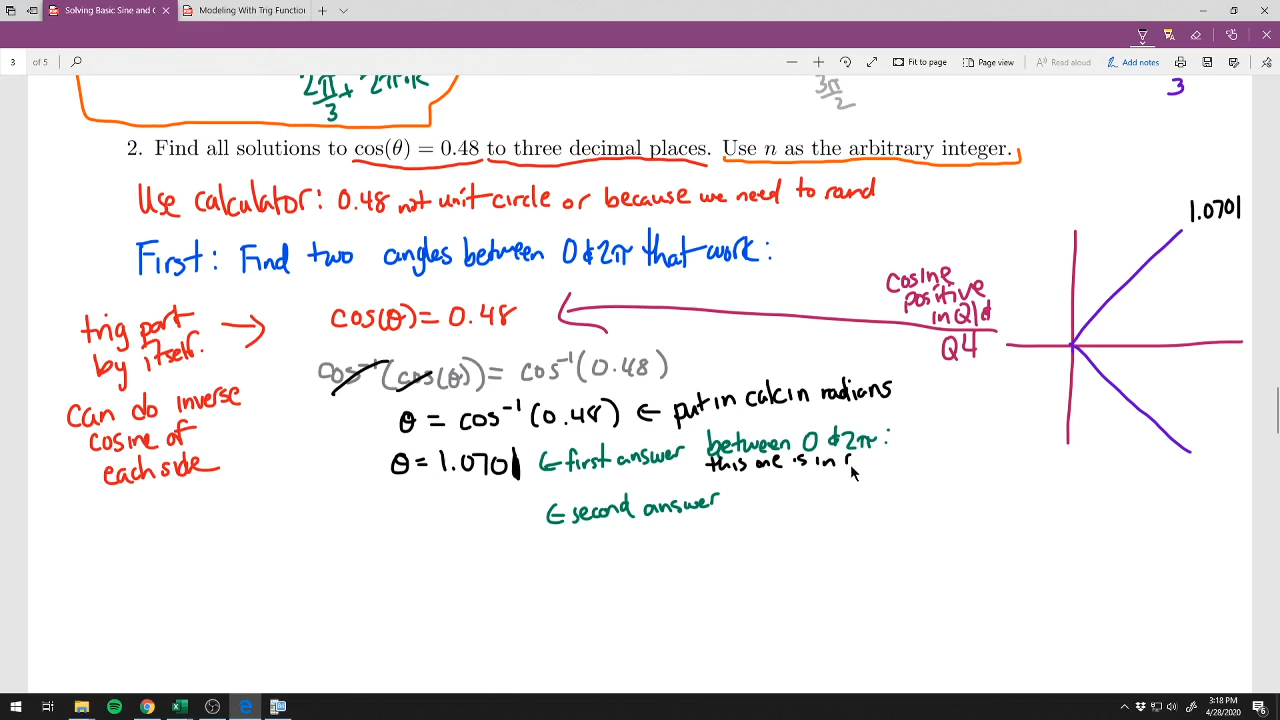 Solving Basic Sine and C
Modeling With Trig Function
3 of 5
Fit to page
Page view
Read aloud
Add notes
2π/3 + 2π·k
3π/2
3
2. Find all solutions to cos(θ) = 0.48 to three decimal places. Use n as the arbitrary integer.
Use calculator: 0.48 not unit circle or because we need to rand
First: Find two angles between 0 & 2π that work:
1.0701
trig part
by itself.
cos(θ) = 0.48
cosine
positive
in Q1&
Q4
cos⁻¹(cos(θ)) = cos⁻¹(0.48)
can do inverse
cosine of
each side
θ = cos⁻¹(0.48) ← put in calc in radians
θ = 1.0701 ← first answer between 0 & 2π:
this one is in
← second answer
3:18 PM
4/28/2020